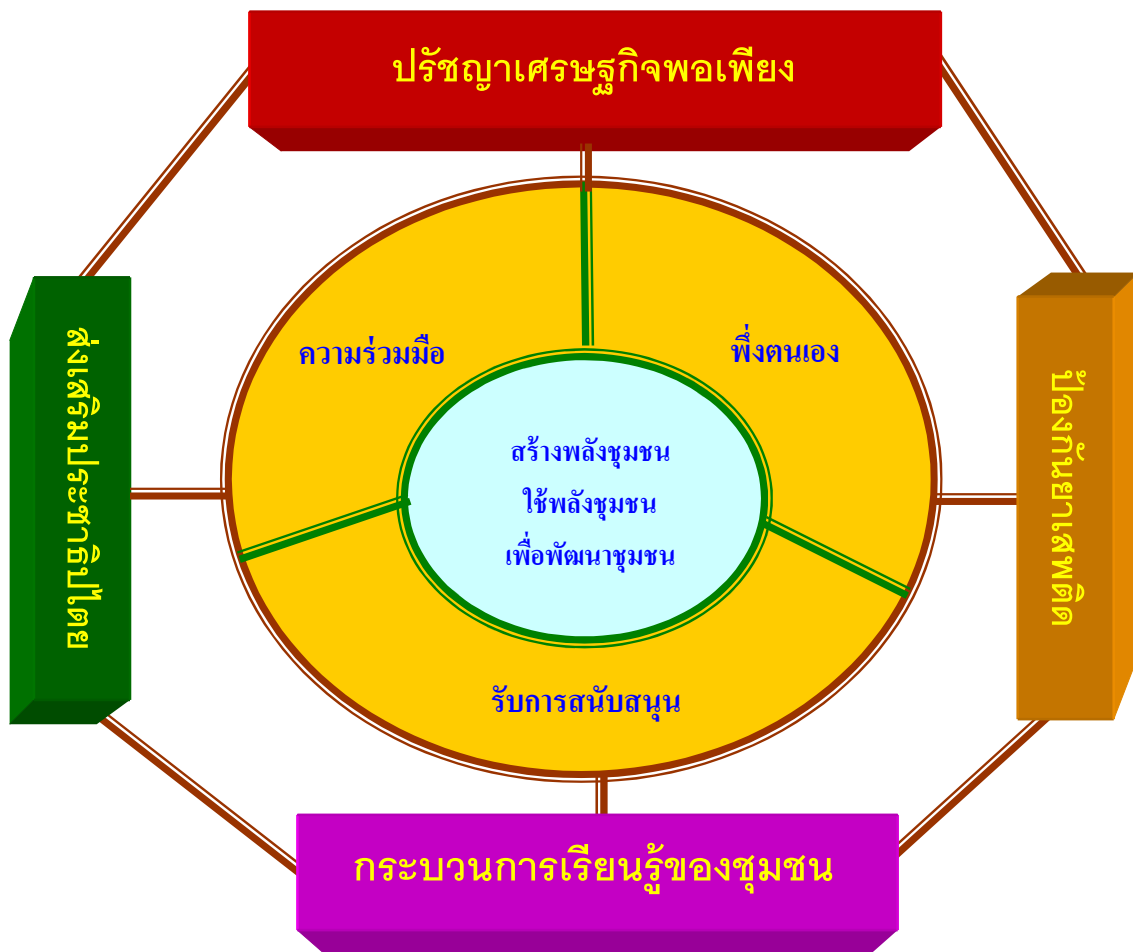 ปรัชญาเศรษฐกิจพอเพียง
ส่งเสริมประชาธิปไตย
ความร่วมมือ
พึ่งตนเอง
ป้องกันยาเสพติด
สร้างพลังชุมชน
ใช้พลังชุมชน
เพื่อพัฒนาชุมชน
รับการสนับสนุน
กระบวนการเรียนรู้ของชุมชน